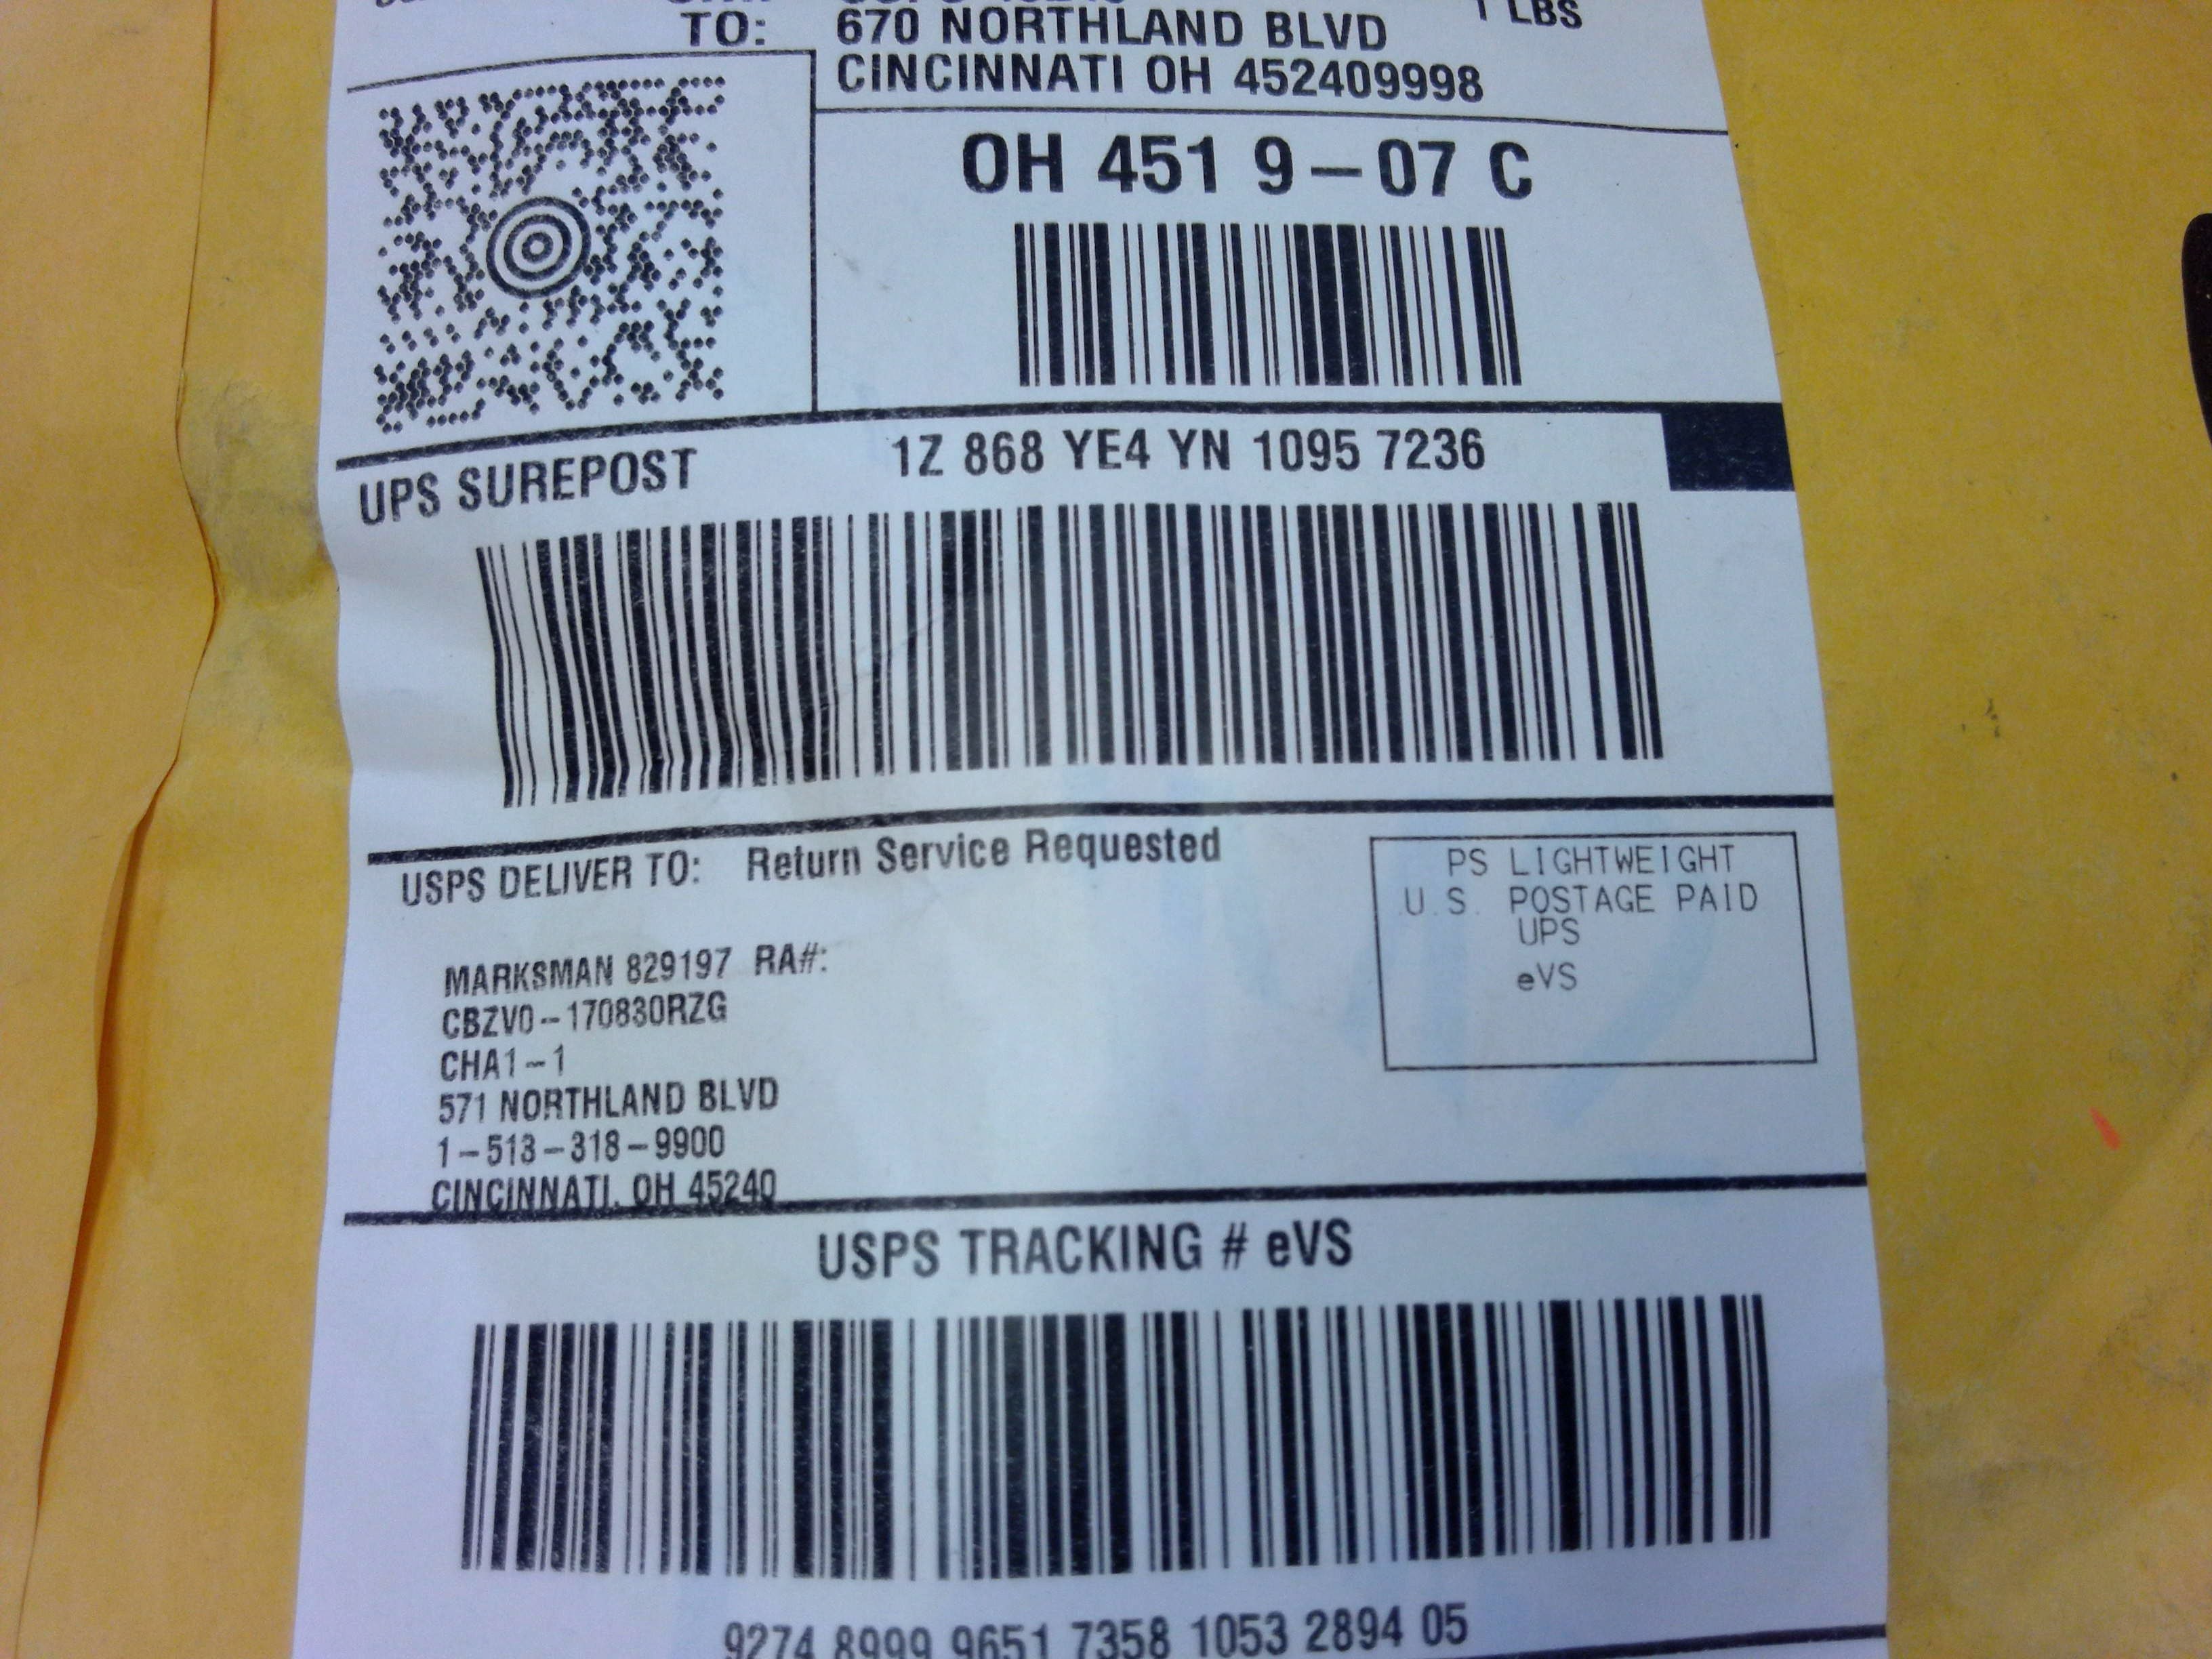 1 LBS
TO: 670 NORTHLAND BLVD
CINCINNATI OH 452409998
OH 451 9-07 C
UPS SUREPOST 1Z 868 YE4 YN 1095 7236
USPS DELIVER TO: Return Service Requested
PS LIGHTWEIGHT
U.S. POSTAGE PAID
UPS
eVS
MARKSMAN 829197 RA#:
CBZV0-170830RZG
CHA1-1
571 NORTHLAND BLVD
1-513-318-9900
CINCINNATI, OH 45240
USPS TRACKING # eVS
9274 8999 9651 7358 1053 2894 05